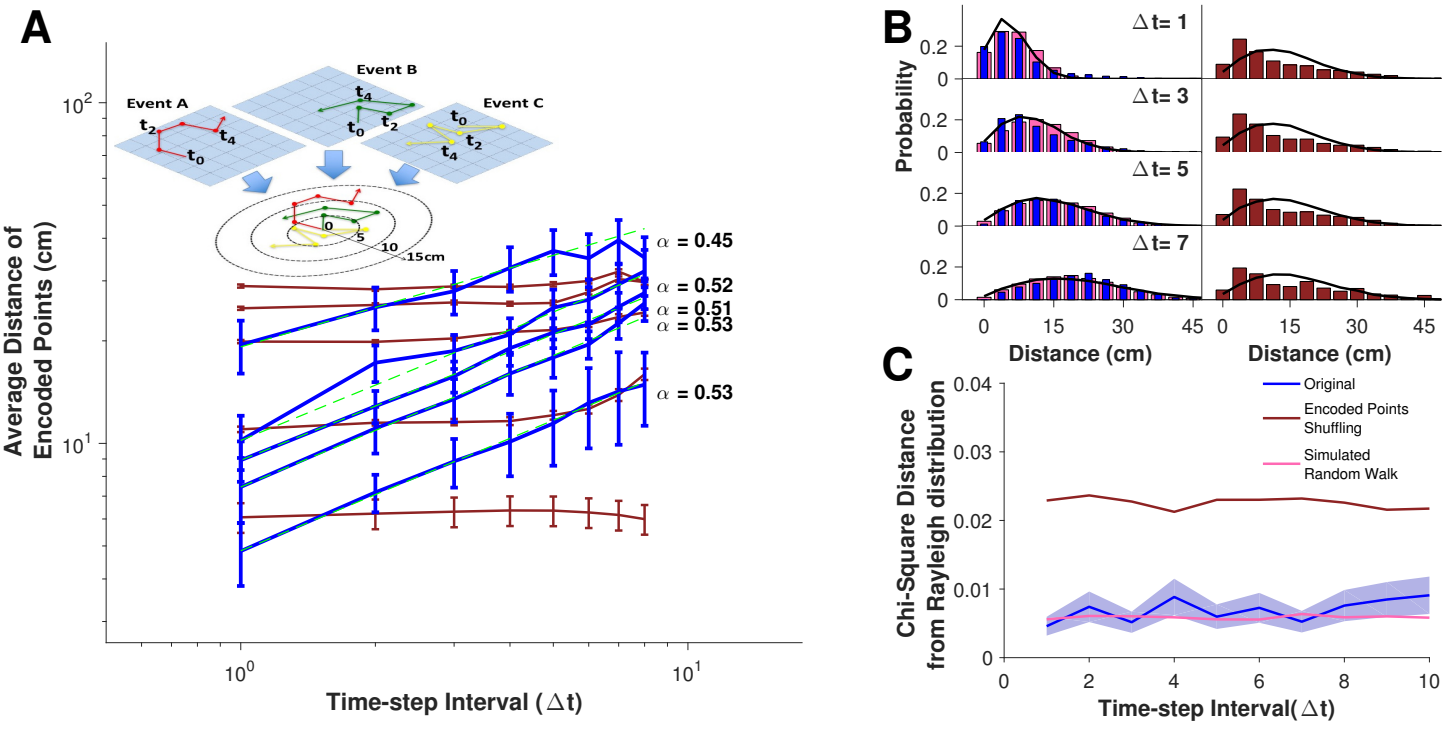 A
Average Distance of
Encoded Points (cm)
10²
10¹
10⁰
10¹
Time-step Interval (Δt)
Event A
t₂
t₄
t₀
Event B
t₄
t₀
t₂
Event C
t₀
t₂
t₄
0
5
10
15cm
α = 0.45
α = 0.52
α = 0.51
α = 0.53
α = 0.53
B
Probability
Δt= 1
0.2
0
Δt= 3
0.2
0
Δt= 5
0.2
0
Δt= 7
0.2
0
0 15 30 45
0 15 30 45
Distance (cm)
Distance (cm)
C
Chi-Square Distance
from Rayleigh distribution
0.04
0.03
0.02
0.01
0
0 2 4 6 8 10
Time-step Interval(Δt)
Original
Encoded Points
Shuffling
Simulated
Random Walk